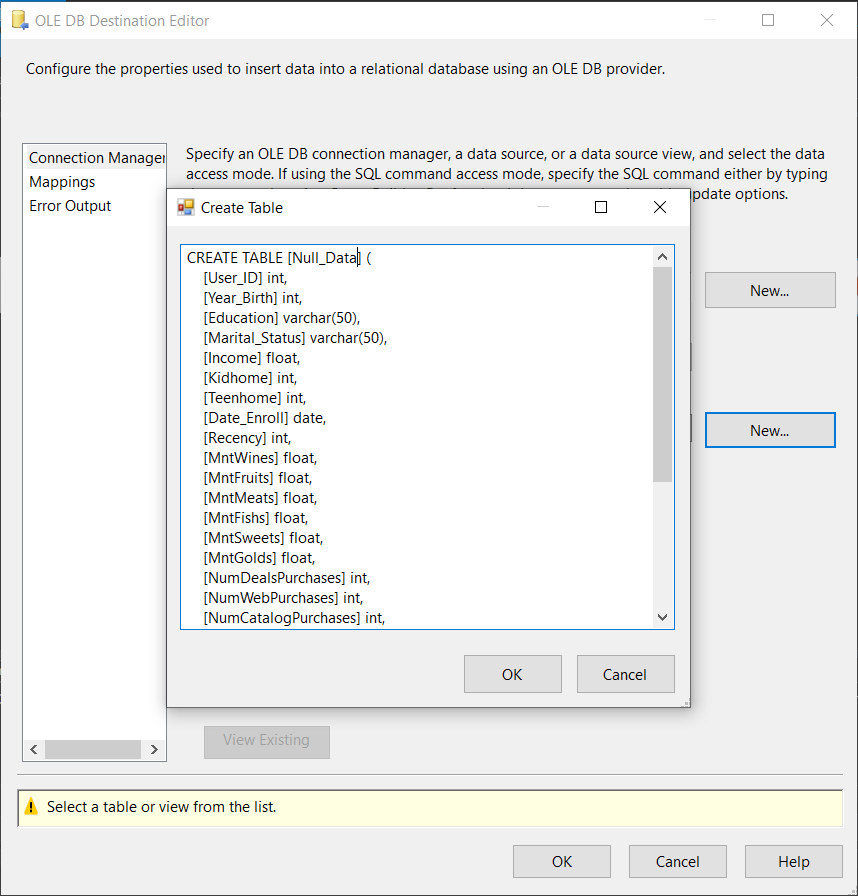 OLE DB Destination Editor
Configure the properties used to insert data into a relational database using an OLE DB provider.
Connection Manager
Mappings
Error Output
Specify an OLE DB connection manager, a data source, or a data source view, and select the data
access mode. If using the SQL command access mode, specify the SQL command either by typing
update options.
Create Table
CREATE TABLE [Null_Data] (
[User_ID] int,
[Year_Birth] int,
[Education] varchar(50),
[Marital_Status] varchar(50),
[Income] float,
[Kidhome] int,
[Teenhome] int,
[Date_Enroll] date,
[Recency] int,
[MntWines] float,
[MntFruits] float,
[MntMeats] float,
[MntFishs] float,
[MntSweets] float,
[MntGolds] float,
[NumDealsPurchases] int,
[NumWebPurchases] int,
[NumCatalogPurchases] int,
OK
Cancel
New...
New...
View Existing
Select a table or view from the list.
OK
Cancel
Help